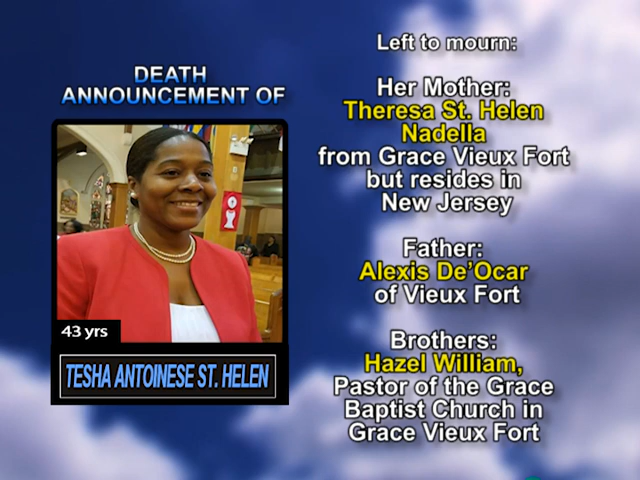 DEATH
ANNOUNCEMENT OF
43 yrs
TESHA ANTOINESE ST. HELEN
Left to mourn:
Her Mother:
Theresa St. Helen
Nadella
from Grace Vieux Fort
but resides in
New Jersey
Father:
Alexis De'Ocar
of Vieux Fort
Brothers:
Hazel William,
Pastor of the Grace
Baptist Church in
Grace Vieux Fort